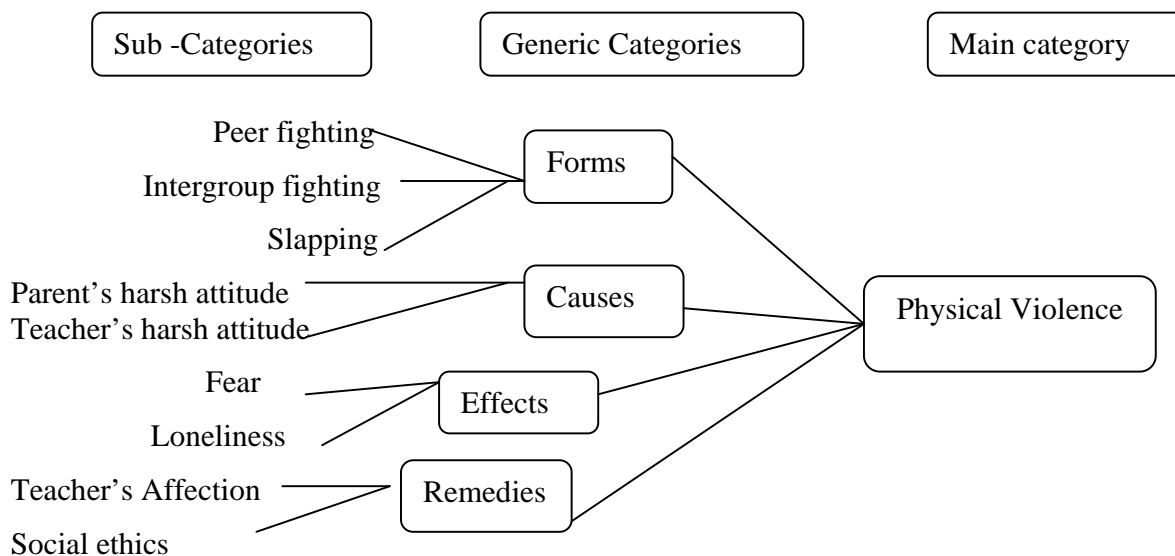 Sub -Categories
Generic Categories
Main category
Peer fighting
Intergroup fighting
Slapping
Forms
Parent's harsh attitude
Teacher's harsh attitude
Causes
Physical Violence
Fear
Loneliness
Effects
Teacher's Affection
Social ethics
Remedies